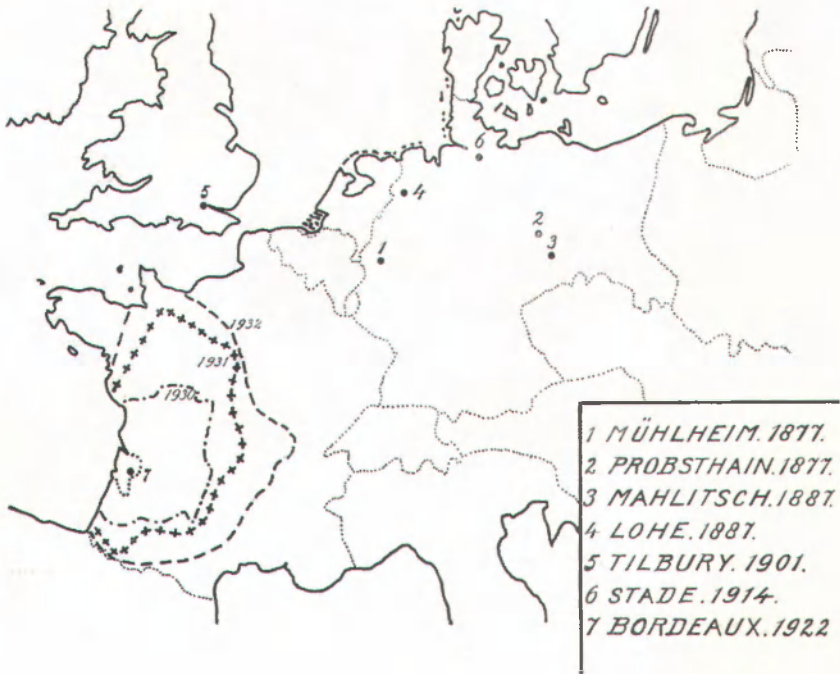 6
5
4
2
3
1
1932
1931
1930
7
1 MÜHLHEIM.1877.
2 PROBSTHAIN.1877.
3 MAHLITSCH.1887.
4 LOHE.1887.
5 TILBURY.1901.
6 STADE.1914.
7 BORDEAUX.1922